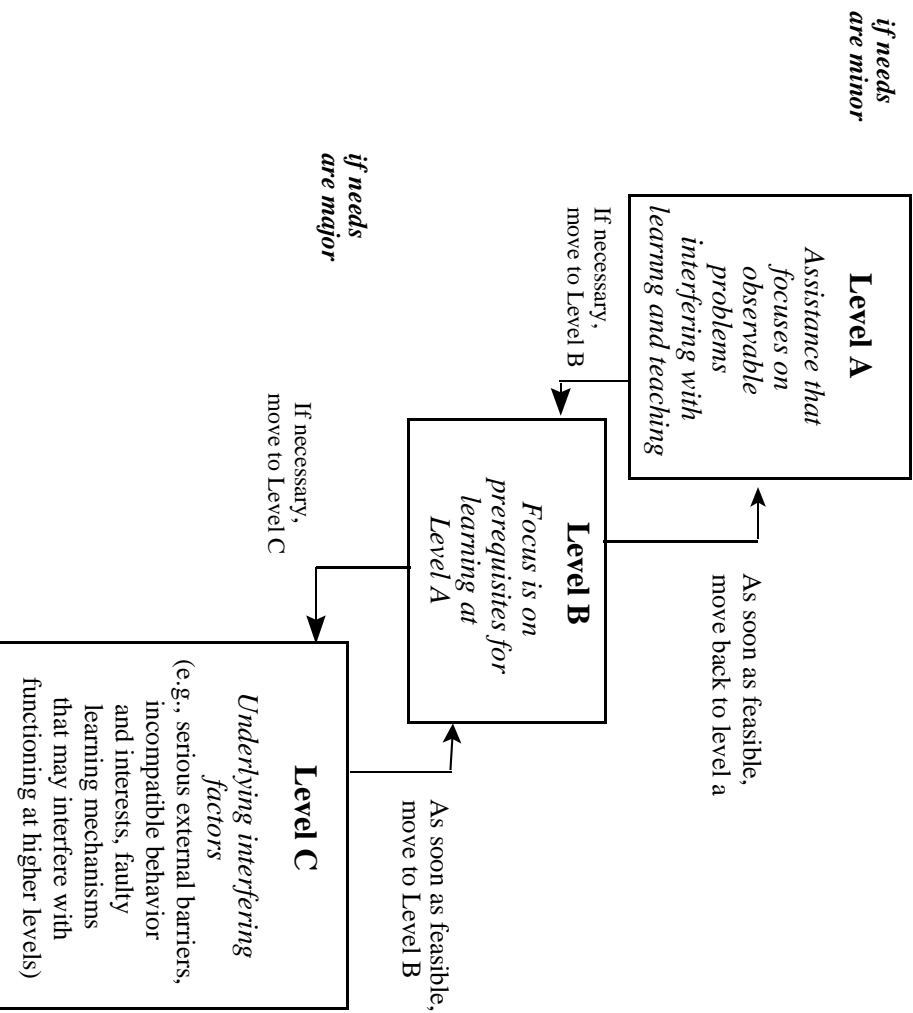 if needs
are minor
Level A
Assistance that
focuses on
observable
problems
interfering with
learnng and teaching
If necessary,
move to Level B
As soon as feasible,
move back to level a
if needs
are major
Level B
Focus is on
prerequisites for
learning at
Level A
If necessary,
move to Level C
As soon as feasible,
move to Level B
Level C
Underlying interfering
factors
(e.g., serious external barriers,
incompatible behavior
and interests, faulty
learning mechanisms
that may interfere with
functioning at higher levels)